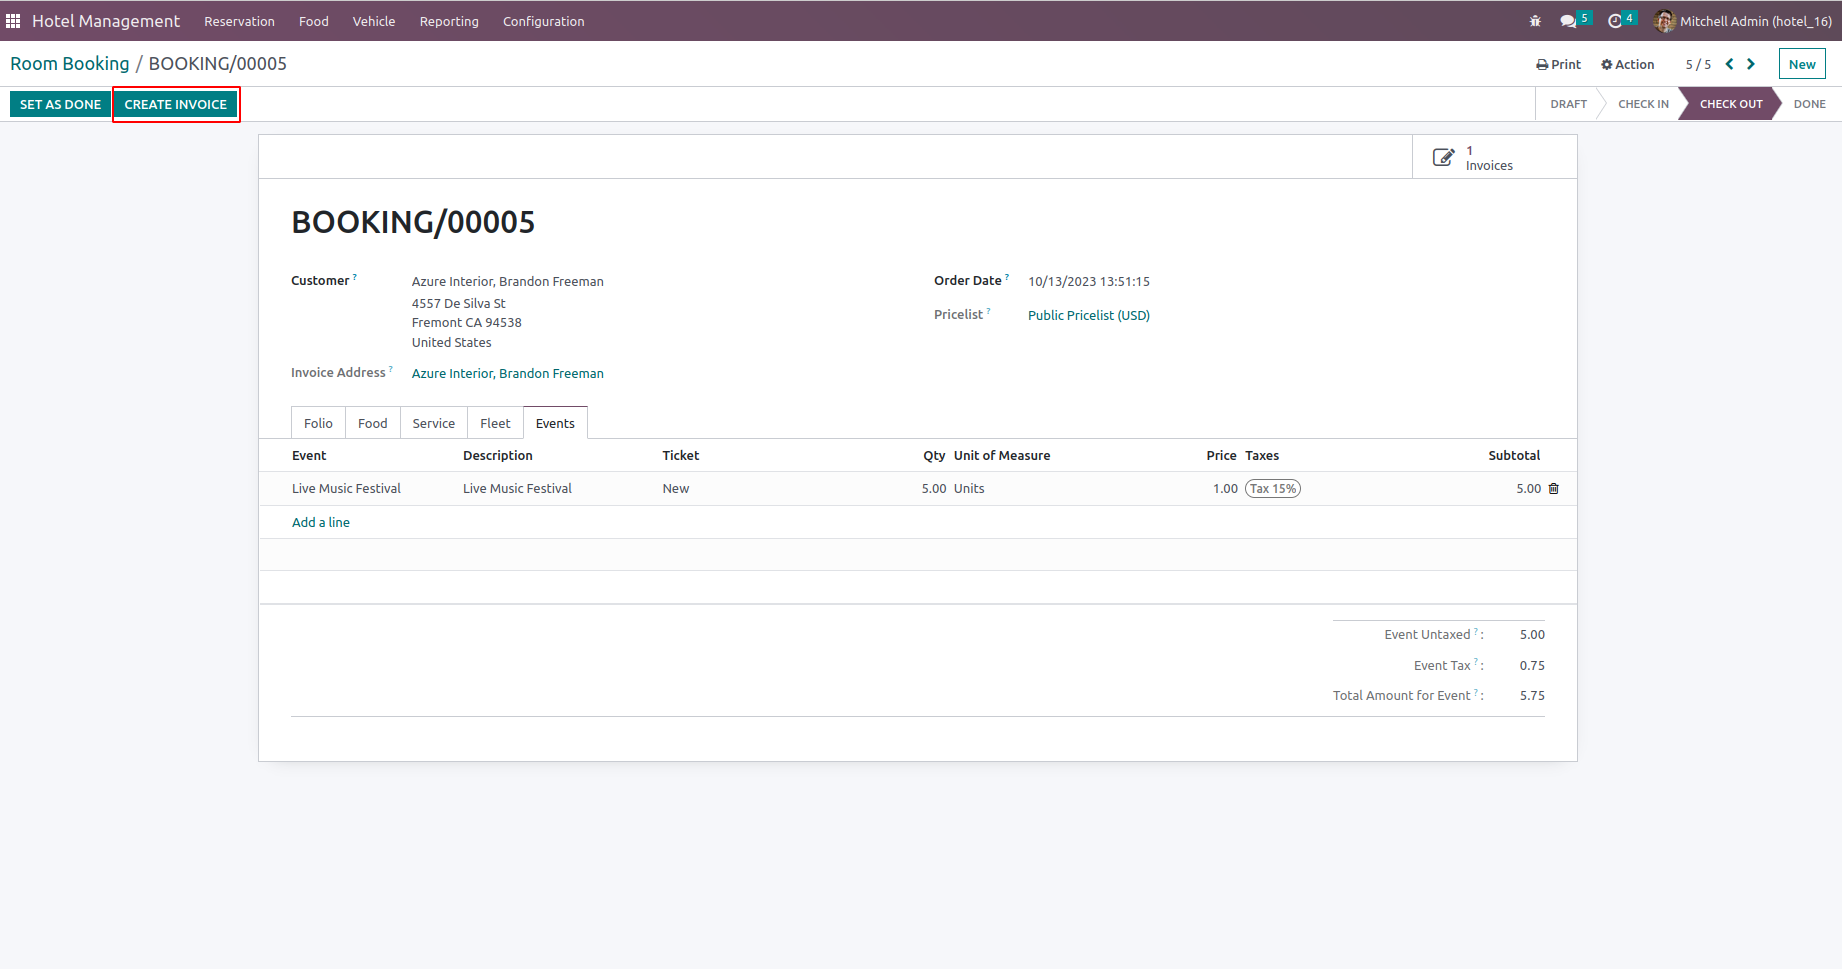 Hotel Management Reservation Food Vehicle Reporting Configuration 5 4 Mitchell Admin (hotel_16)
Room Booking / BOOKING/00005 Print Action 5 / 5 New
SET AS DONE CREATE INVOICE DRAFT CHECK IN CHECK OUT DONE
1
Invoices
BOOKING/00005
Customer ? Azure Interior, Brandon Freeman Order Date ? 10/13/2023 13:51:15
4557 De Silva St
Fremont CA 94538 Pricelist ? Public Pricelist (USD)
United States
Invoice Address ? Azure Interior, Brandon Freeman
Folio Food Service Fleet Events
Event Description Ticket Qty Unit of Measure Price Taxes Subtotal
Live Music Festival Live Music Festival New 5.00 Units 1.00 Tax 15% 5.00
Add a line
Event Untaxed ? : 5.00
Event Tax ? : 0.75
Total Amount for Event ? : 5.75